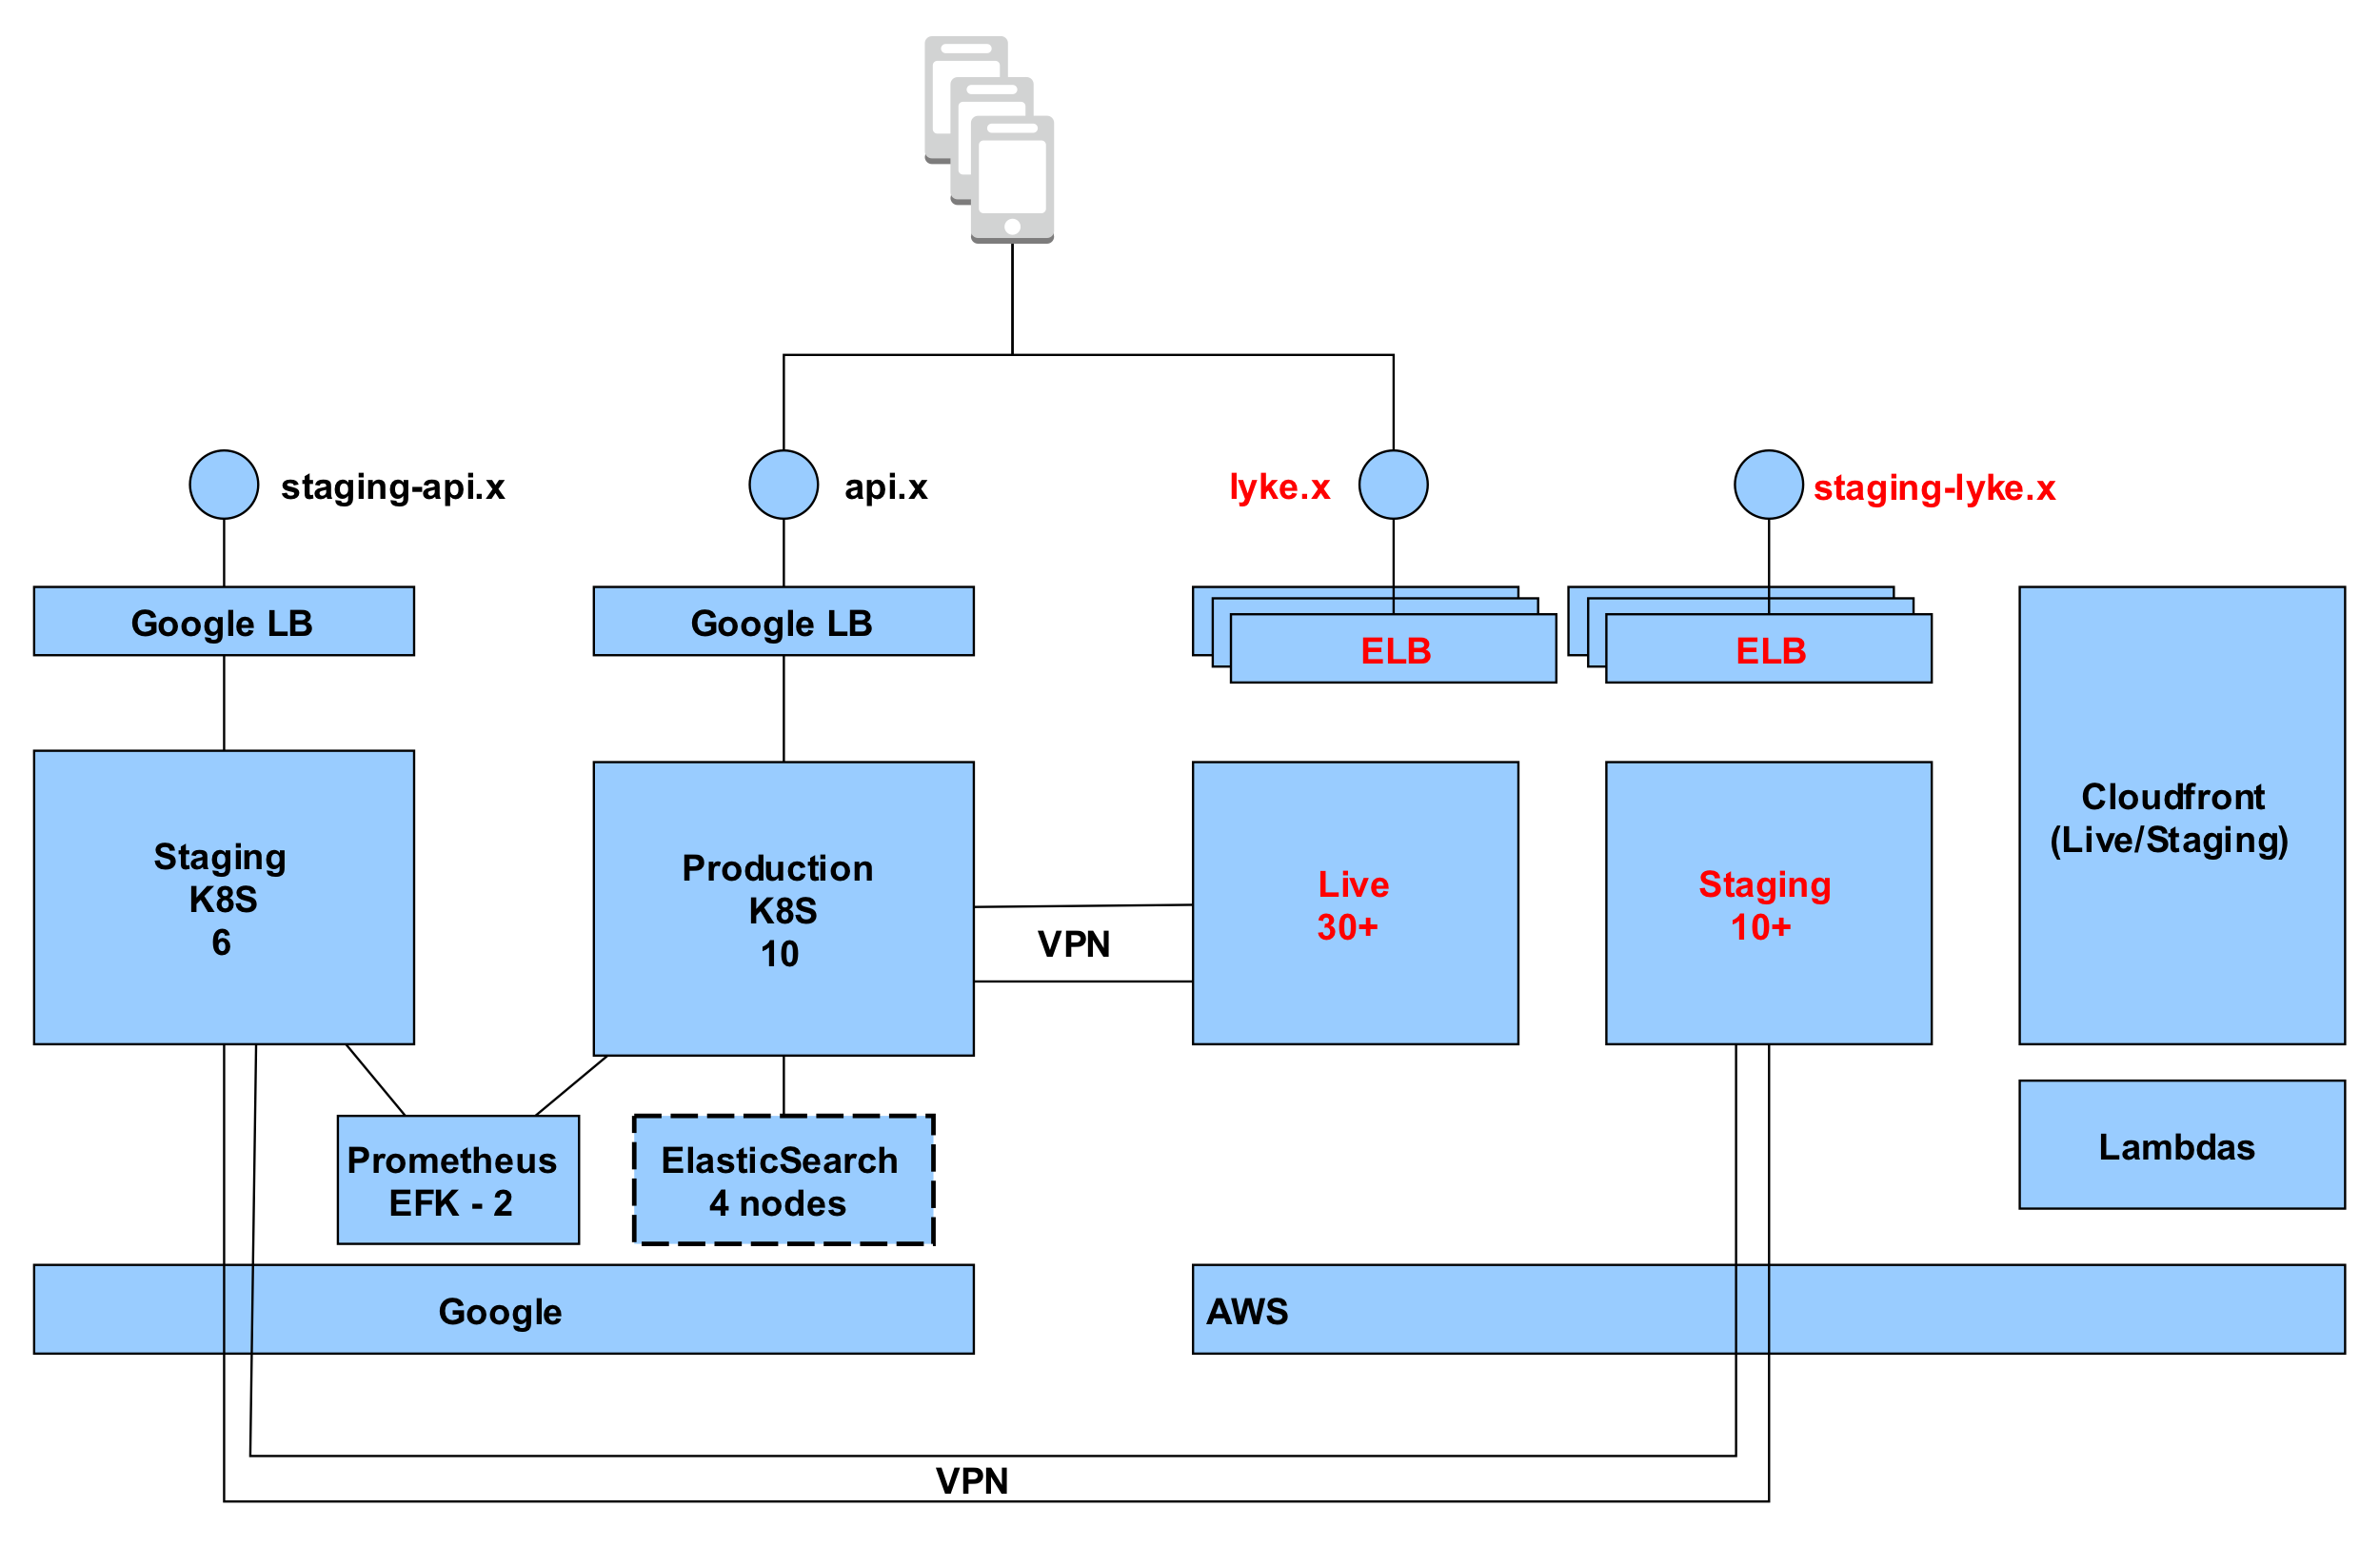 staging-api.x
api.x
lyke.x
staging-lyke.x
Google LB
Google LB
ELB
ELB
Staging
K8S
6
Production
K8S
10
VPN
Live
30+
Staging
10+
Cloudfront
(Live/Staging)
Prometheus
EFK - 2
ElasticSearch
4 nodes
Lambdas
Google
AWS
VPN